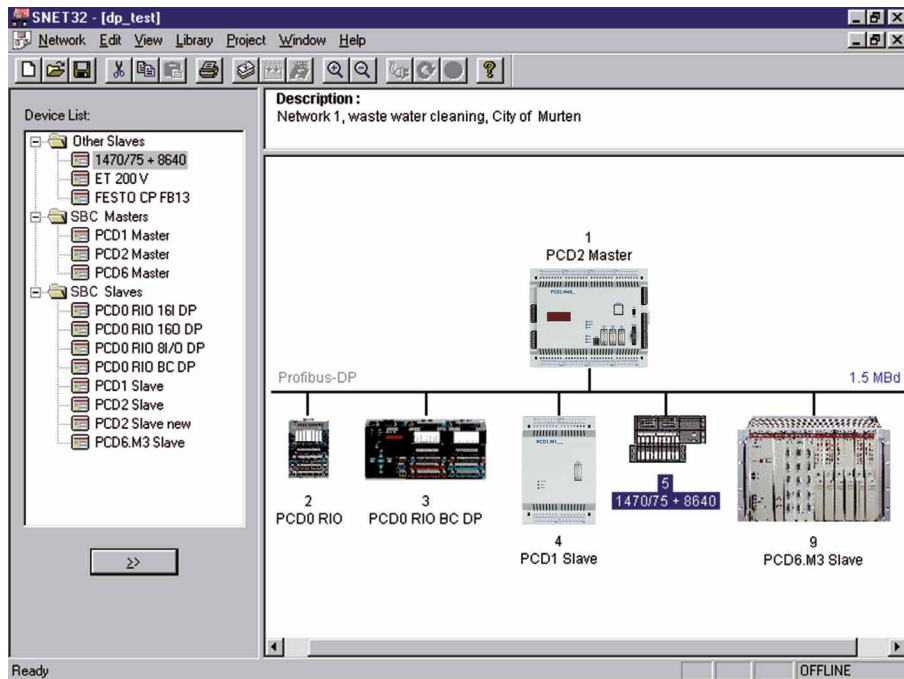 SNET32 - [dp_test]
Network Edit View Library Project Window Help
Device List:
Other Slaves
1470/75 + 8640
ET 200 V
FESTO CP FB13
SBC Masters
PCD1 Master
PCD2 Master
PCD6 Master
SBC Slaves
PCD0 RIO 16I DP
PCD0 RIO 16O DP
PCD0 RIO 8I/O DP
PCD0 RIO BC DP
PCD1 Slave
PCD2 Slave
PCD2 Slave new
PCD6.M3 Slave
>>
Description :
Network 1, waste water cleaning, City of Murten
1
PCD2 Master
Profibus-DP
1.5 MBd
2
PCD0 RIO
3
PCD0 RIO BC DP
4
PCD1 Slave
5
1470/75 + 8640
9
PCD6.M3 Slave
Ready
OFFLINE